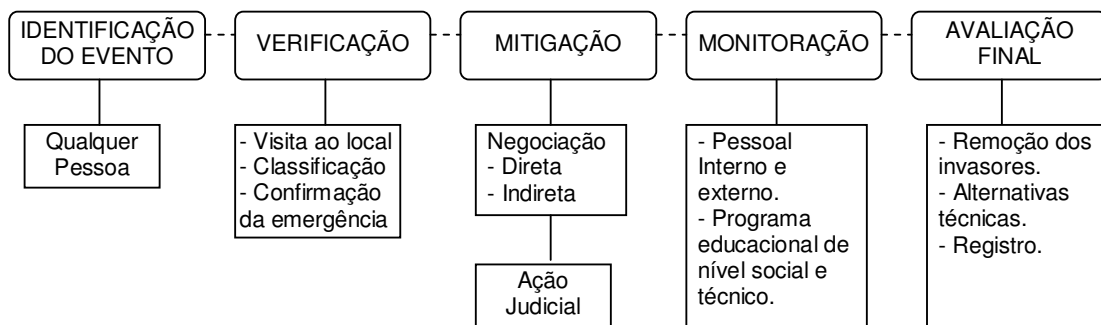 IDENTIFICAÇÃO
DO EVENTO
VERIFICAÇÃO
MITIGAÇÃO
MONITORAÇÃO
AVALIAÇÃO
FINAL
Qualquer
Pessoa
- Visita ao local
- Classificação
- Confirmação
da emergência
Negociação
- Direta
- Indireta
Ação
Judicial
- Pessoal
Interno e
externo.
- Programa
educacional de
nível social e
técnico.
- Remoção dos
invasores.
- Alternativas
técnicas.
- Registro.